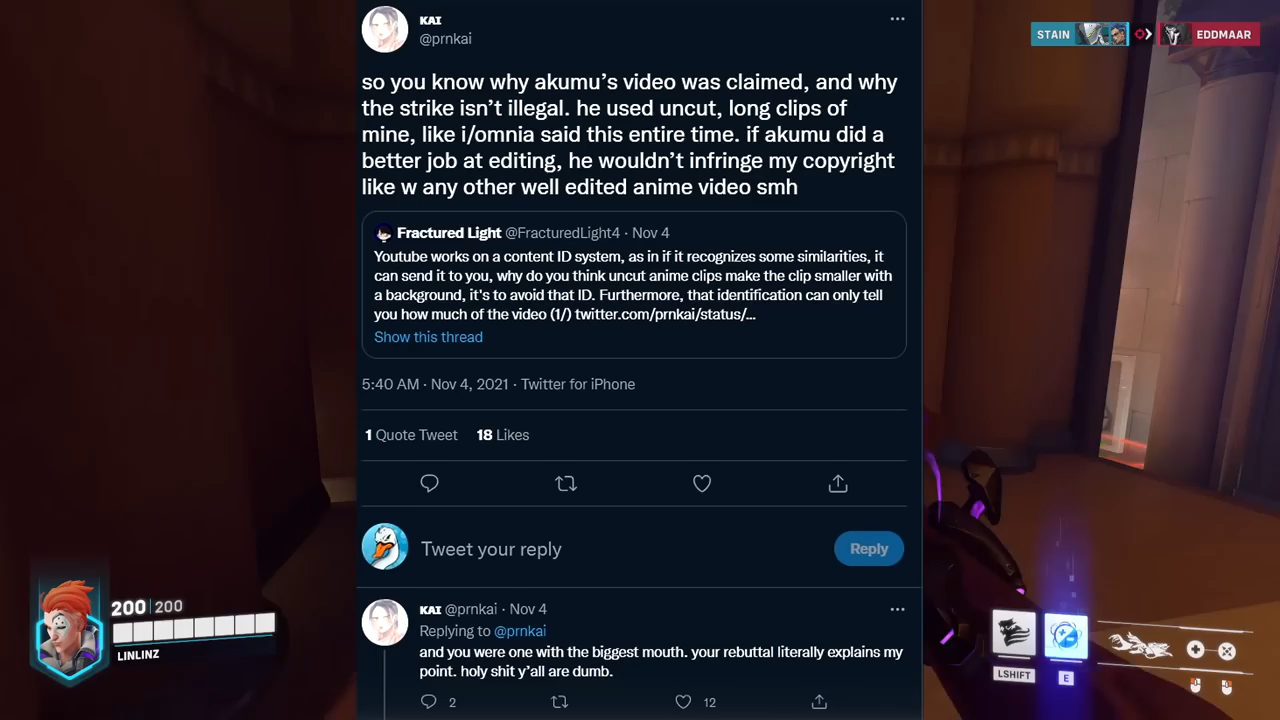 KAI
@prnkai
STAIN
EDDMAAR
so you know why akumu's video was claimed, and why
the strike isn't illegal. he used uncut, long clips of
mine, like i/omnia said this entire time. if akumu did a
better job at editing, he wouldn't infringe my copyright
like w any other well edited anime video smh
Fractured Light @FracturedLight4 · Nov 4
Youtube works on a content ID system, as in if it recognizes some similarities, it
can send it to you, why do you think uncut anime clips make the clip smaller with
a background, it's to avoid that ID. Furthermore, that identification can only tell
you how much of the video (1/) twitter.com/prnkai/status/...
Show this thread
5:40 AM · Nov 4, 2021 · Twitter for iPhone
1 Quote Tweet 18 Likes
Tweet your reply
Reply
KAI @prnkai · Nov 4
Replying to @prnkai
and you were one with the biggest mouth. your rebuttal literally explains my
point. holy shit y'all are dumb.
2 12
200 | 200
LINLINZ
LSHIFT
E